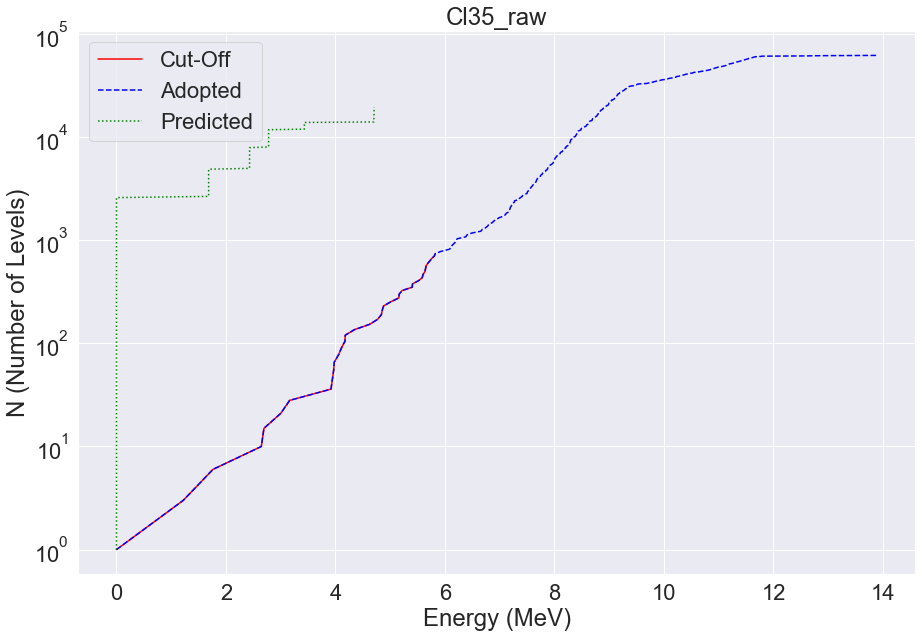 Cl35_raw
Cut-Off
Adopted
Predicted
N (Number of Levels)
10^5
10^4
10^3
10^2
10^1
10^0
0 2 4 6 8 10 12 14
Energy (MeV)